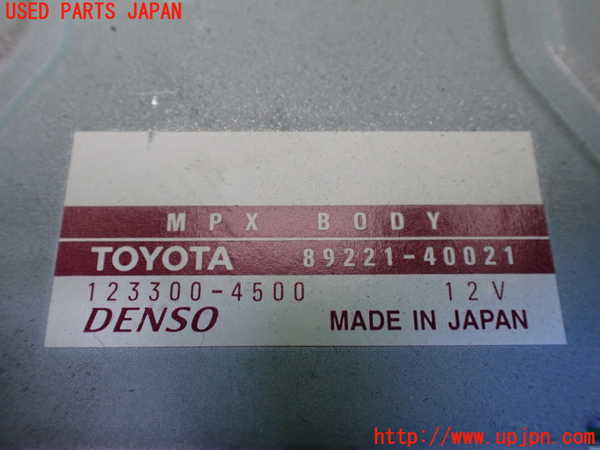 USED PARTS JAPAN
MPX BODY
TOYOTA 89221-40021
123300-4500 12V
DENSO MADE IN JAPAN
http://www.upjpn.com/